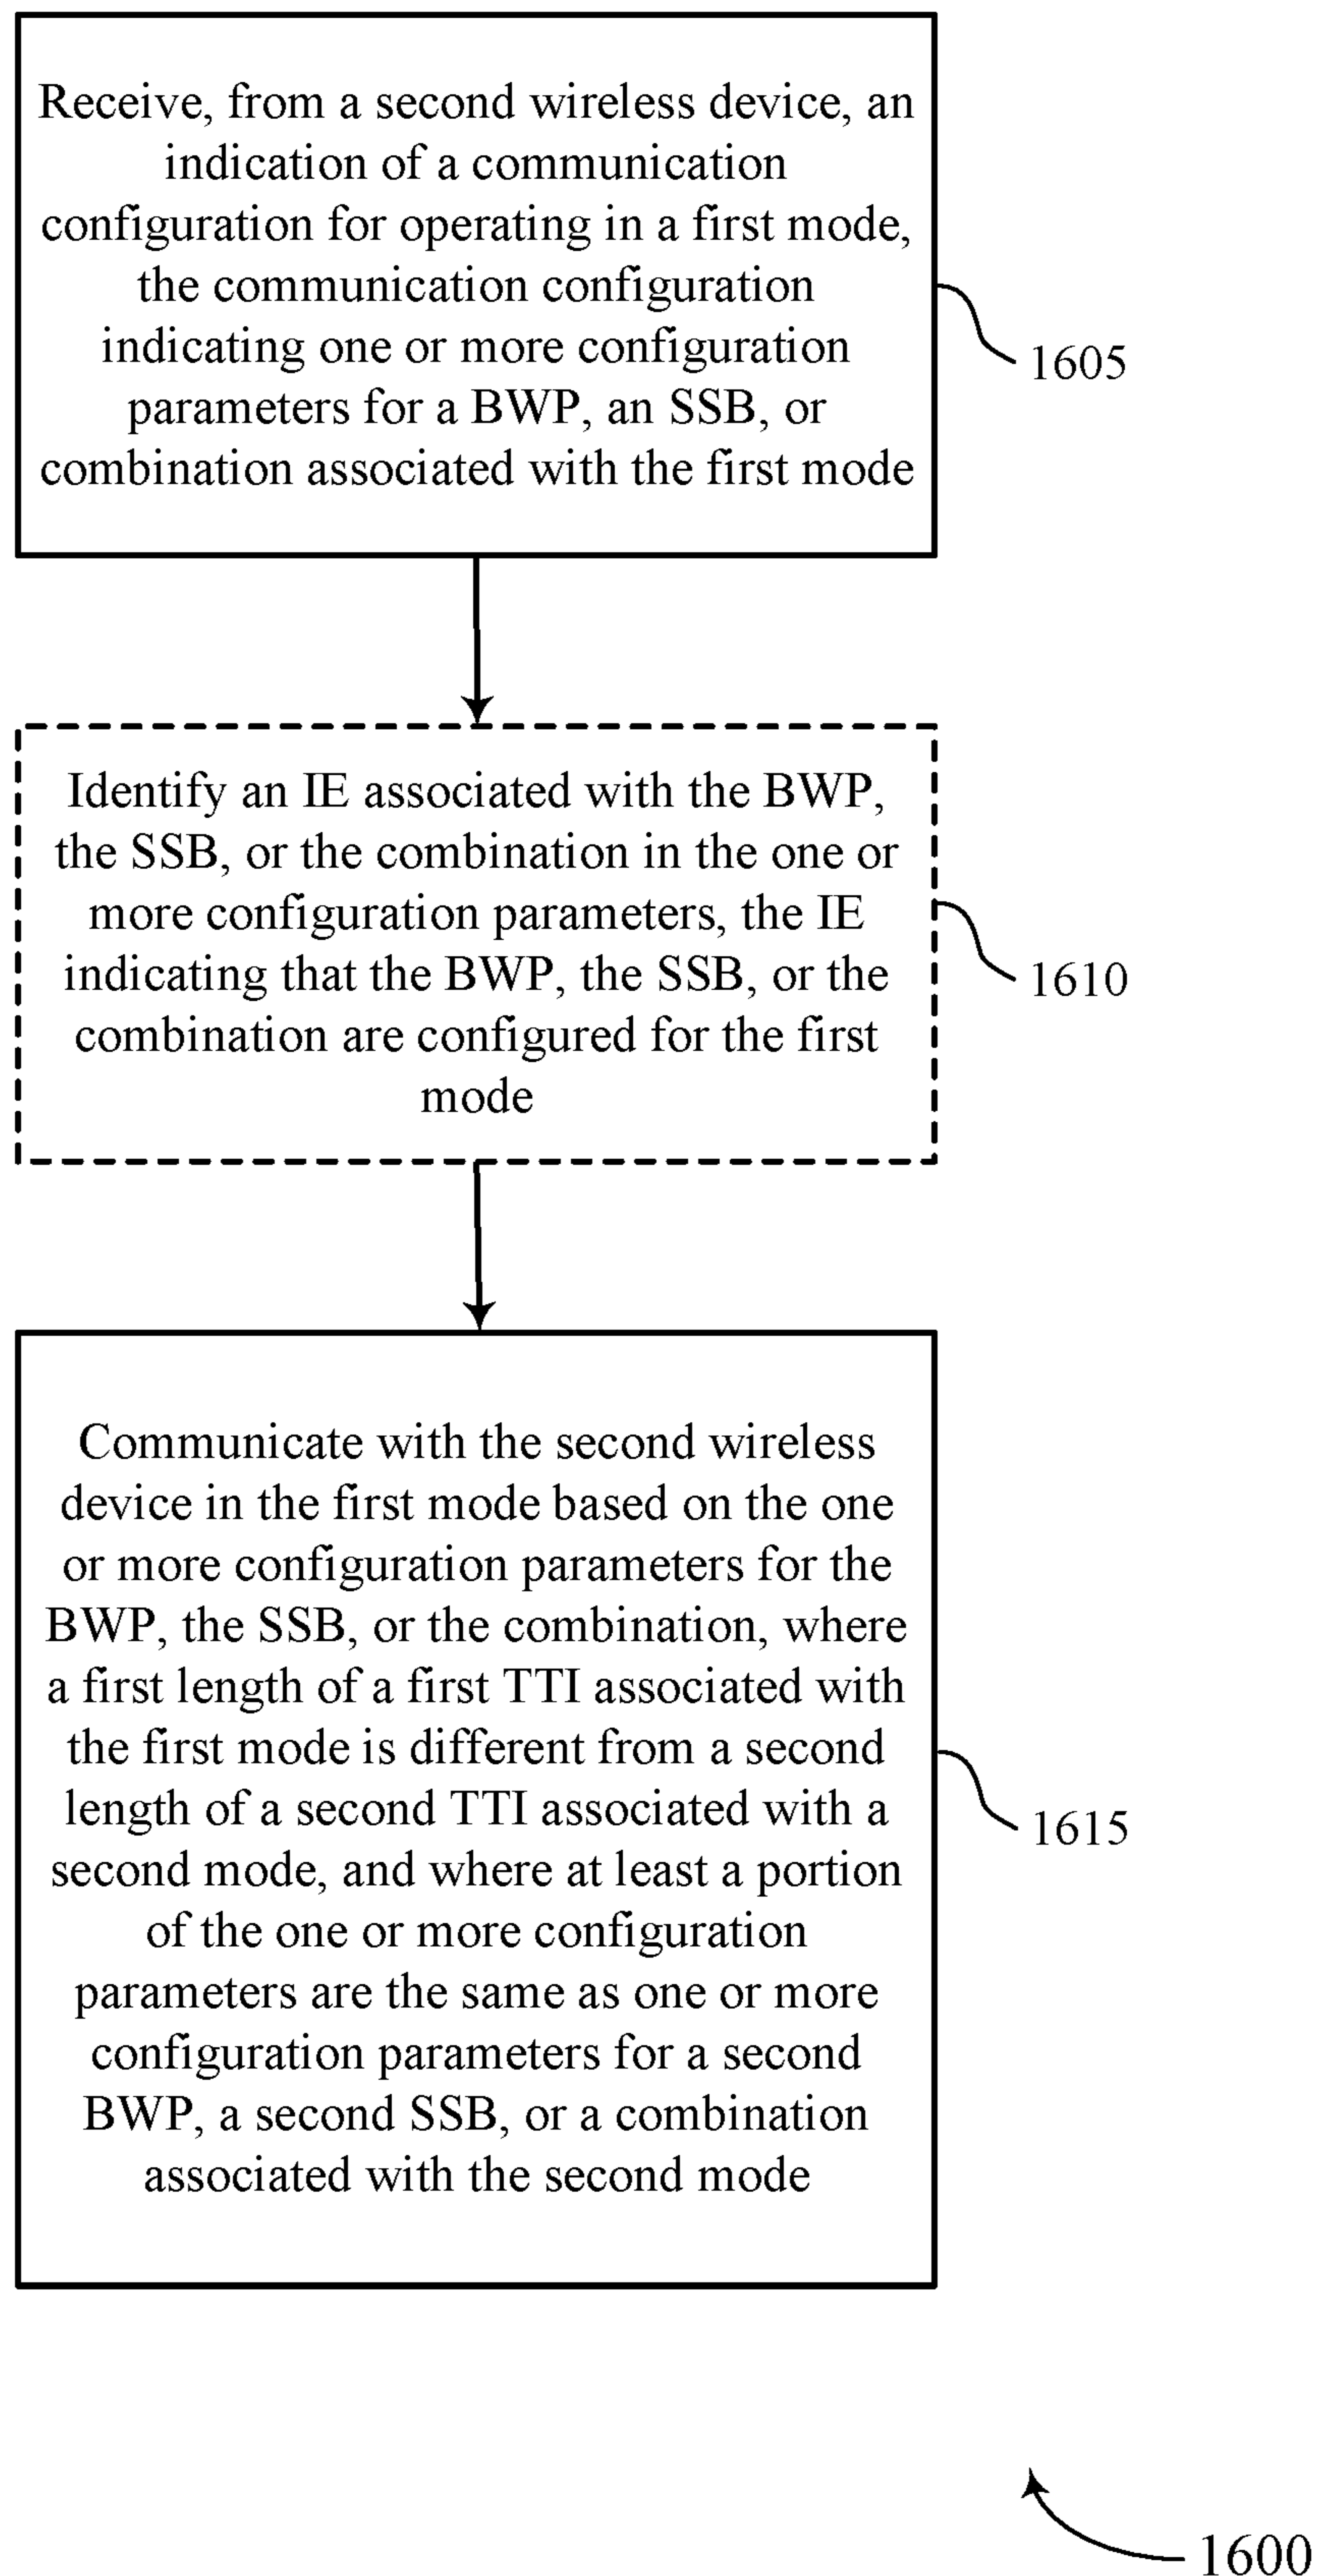 Receive, from a second wireless device, an
indication of a communication
configuration for operating in a first mode,
the communication configuration
indicating one or more configuration
parameters for a BWP, an SSB, or
combination associated with the first mode
1605
Identify an IE associated with the BWP,
the SSB, or the combination in the one or
more configuration parameters, the IE
indicating that the BWP, the SSB, or the
combination are configured for the first
mode
1610
Communicate with the second wireless
device in the first mode based on the one
or more configuration parameters for the
BWP, the SSB, or the combination, where
a first length of a first TTI associated with
the first mode is different from a second
length of a second TTI associated with a
second mode, and where at least a portion
of the one or more configuration
parameters are the same as one or more
configuration parameters for a second
BWP, a second SSB, or a combination
associated with the second mode
1615
1600